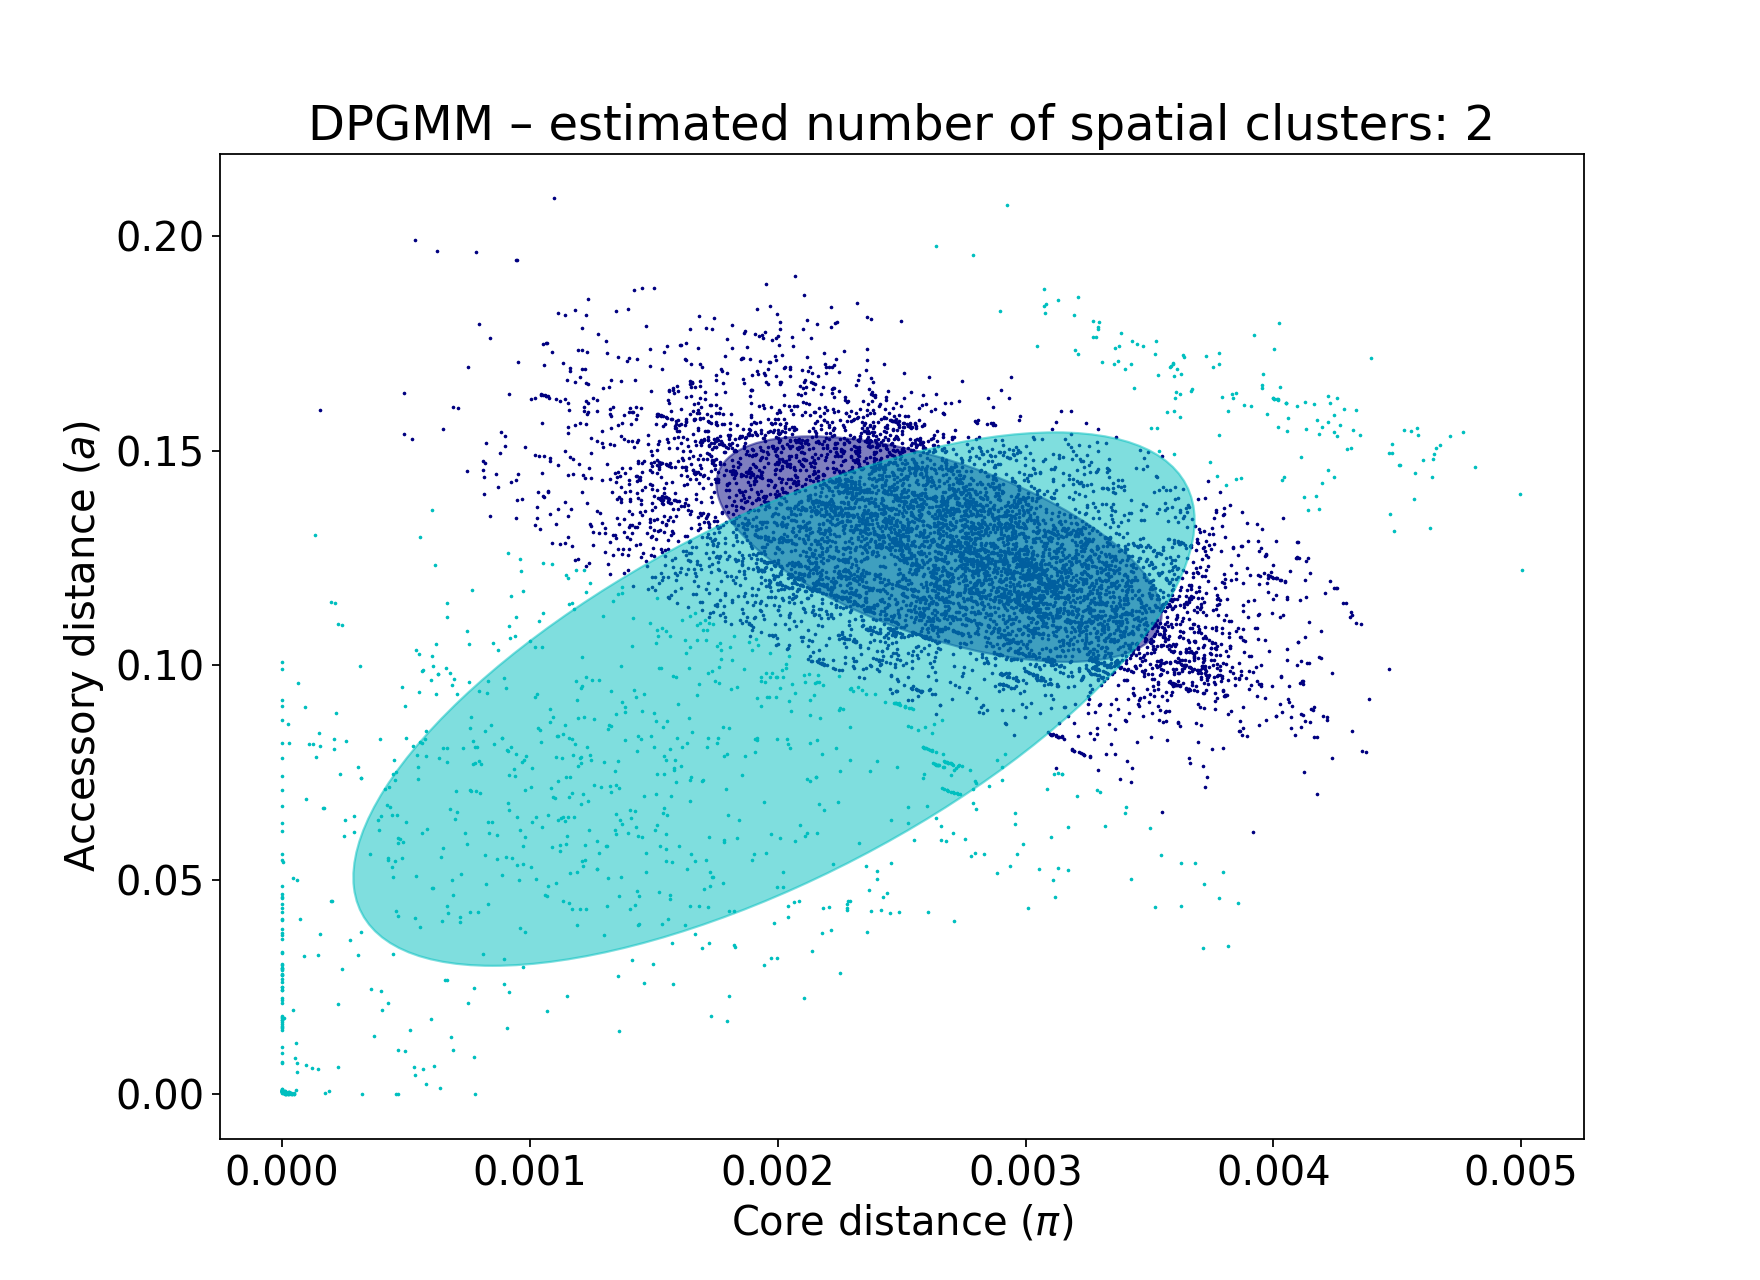 DPGMM – estimated number of spatial clusters: 2
0.20
0.15
0.10
0.05
0.00
Accessory distance (a)
0.000 0.001 0.002 0.003 0.004 0.005
Core distance (π)